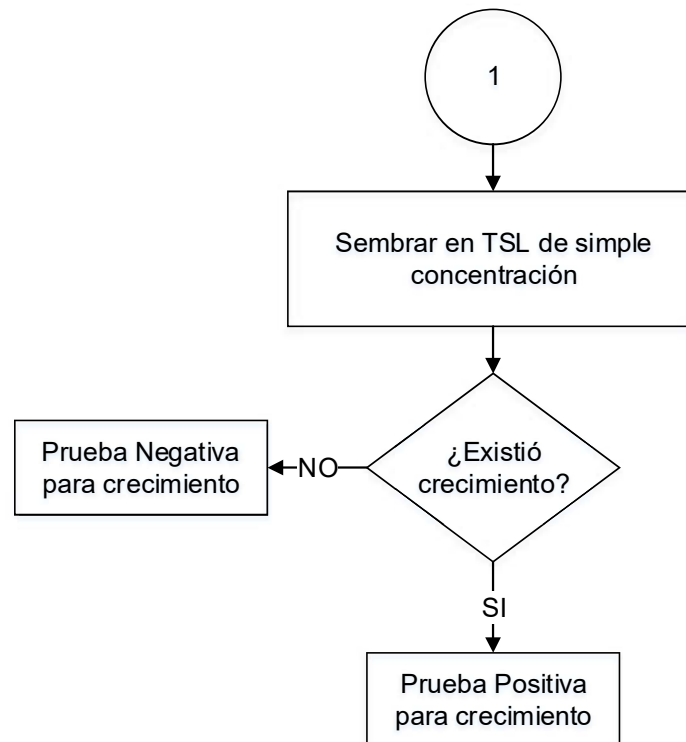 1
Sembrar en TSL de simple
concentración
¿Existió
crecimiento?
NO
Prueba Negativa
para crecimiento
SI
Prueba Positiva
para crecimiento